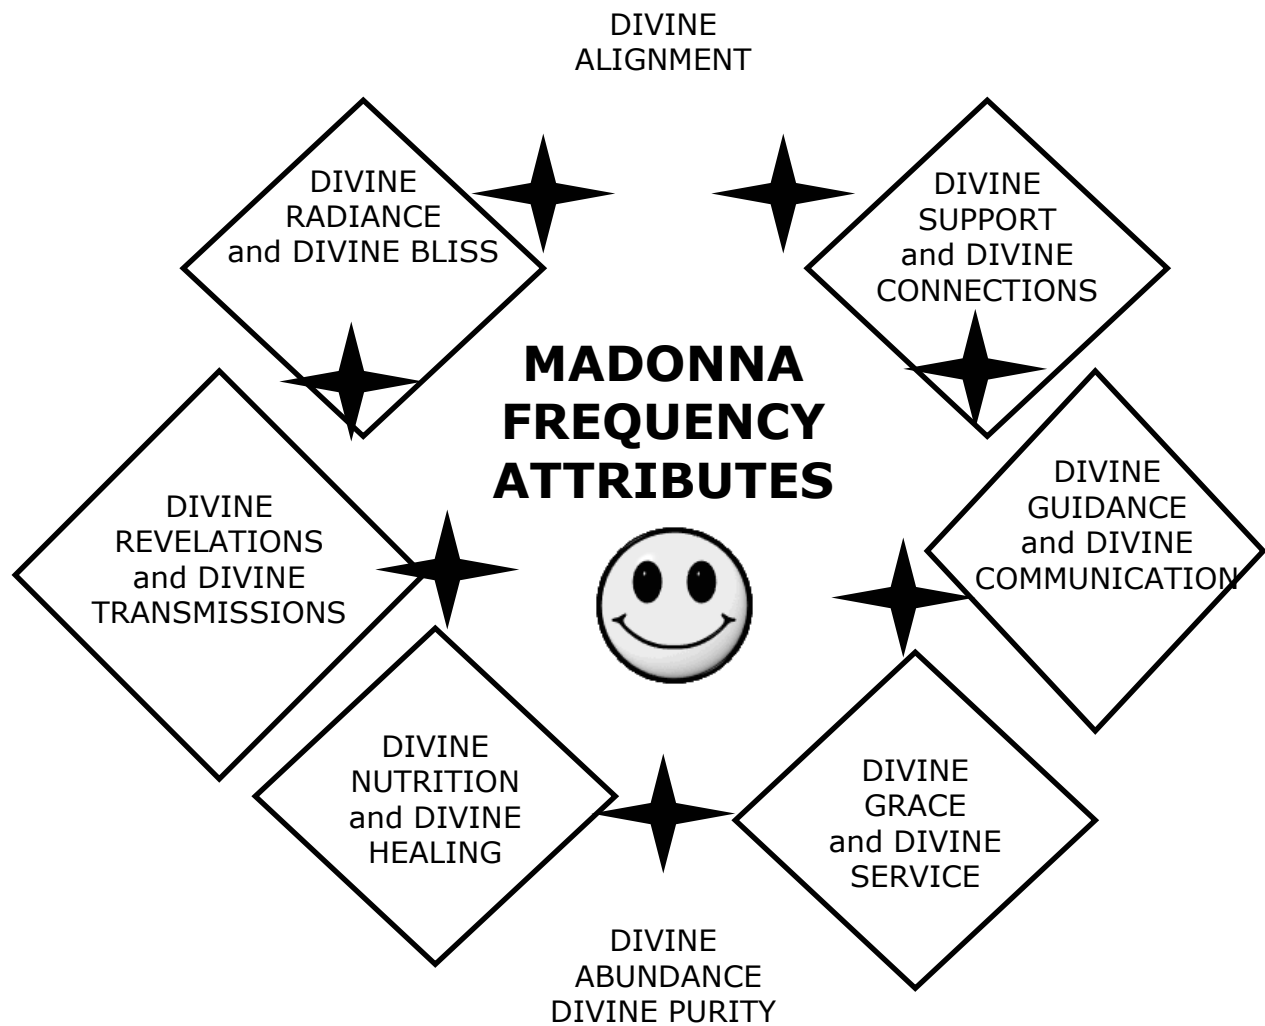 DIVINE
ALIGNMENT
DIVINE
RADIANCE
and DIVINE BLISS
DIVINE
SUPPORT
and DIVINE
CONNECTIONS
MADONNA
FREQUENCY
ATTRIBUTES
DIVINE
REVELATIONS
and DIVINE
TRANSMISSIONS
DIVINE
GUIDANCE
and DIVINE
COMMUNICATION
DIVINE
NUTRITION
and DIVINE
HEALING
DIVINE
GRACE
and DIVINE
SERVICE
DIVINE
ABUNDANCE
DIVINE PURITY